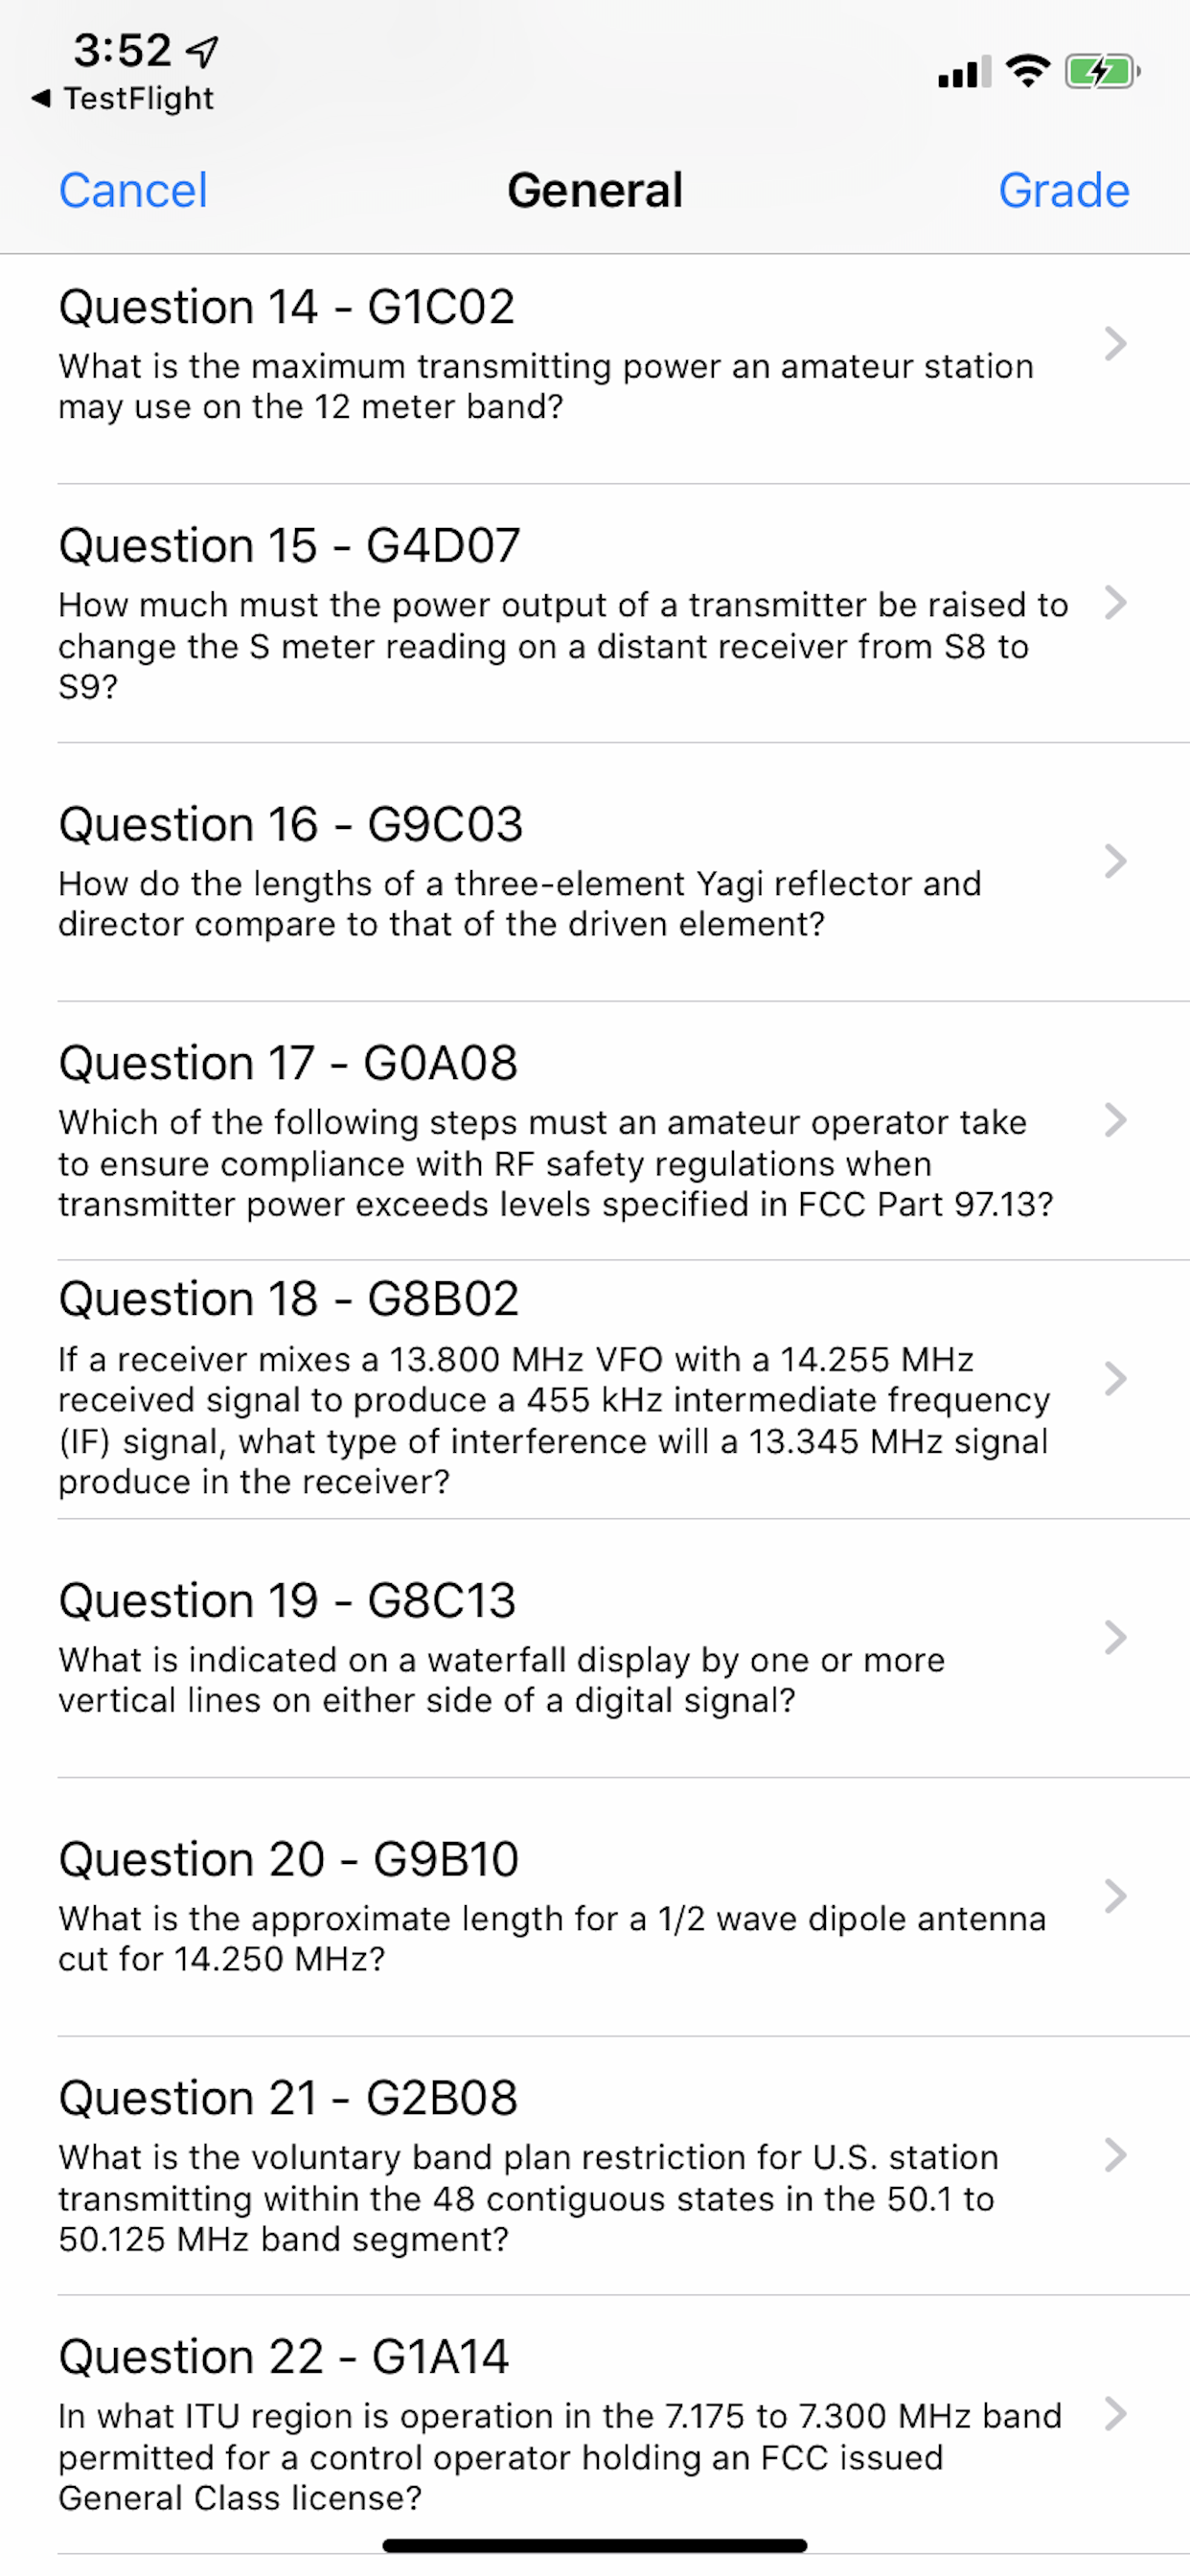 3:52
◀ TestFlight
Cancel
General
Grade
Question 14 - G1C02
What is the maximum transmitting power an amateur station
may use on the 12 meter band?
Question 15 - G4D07
How much must the power output of a transmitter be raised to
change the S meter reading on a distant receiver from S8 to
S9?
Question 16 - G9C03
How do the lengths of a three-element Yagi reflector and
director compare to that of the driven element?
Question 17 - G0A08
Which of the following steps must an amateur operator take
to ensure compliance with RF safety regulations when
transmitter power exceeds levels specified in FCC Part 97.13?
Question 18 - G8B02
If a receiver mixes a 13.800 MHz VFO with a 14.255 MHz
received signal to produce a 455 kHz intermediate frequency
(IF) signal, what type of interference will a 13.345 MHz signal
produce in the receiver?
Question 19 - G8C13
What is indicated on a waterfall display by one or more
vertical lines on either side of a digital signal?
Question 20 - G9B10
What is the approximate length for a 1/2 wave dipole antenna
cut for 14.250 MHz?
Question 21 - G2B08
What is the voluntary band plan restriction for U.S. station
transmitting within the 48 contiguous states in the 50.1 to
50.125 MHz band segment?
Question 22 - G1A14
In what ITU region is operation in the 7.175 to 7.300 MHz band
permitted for a control operator holding an FCC issued
General Class license?